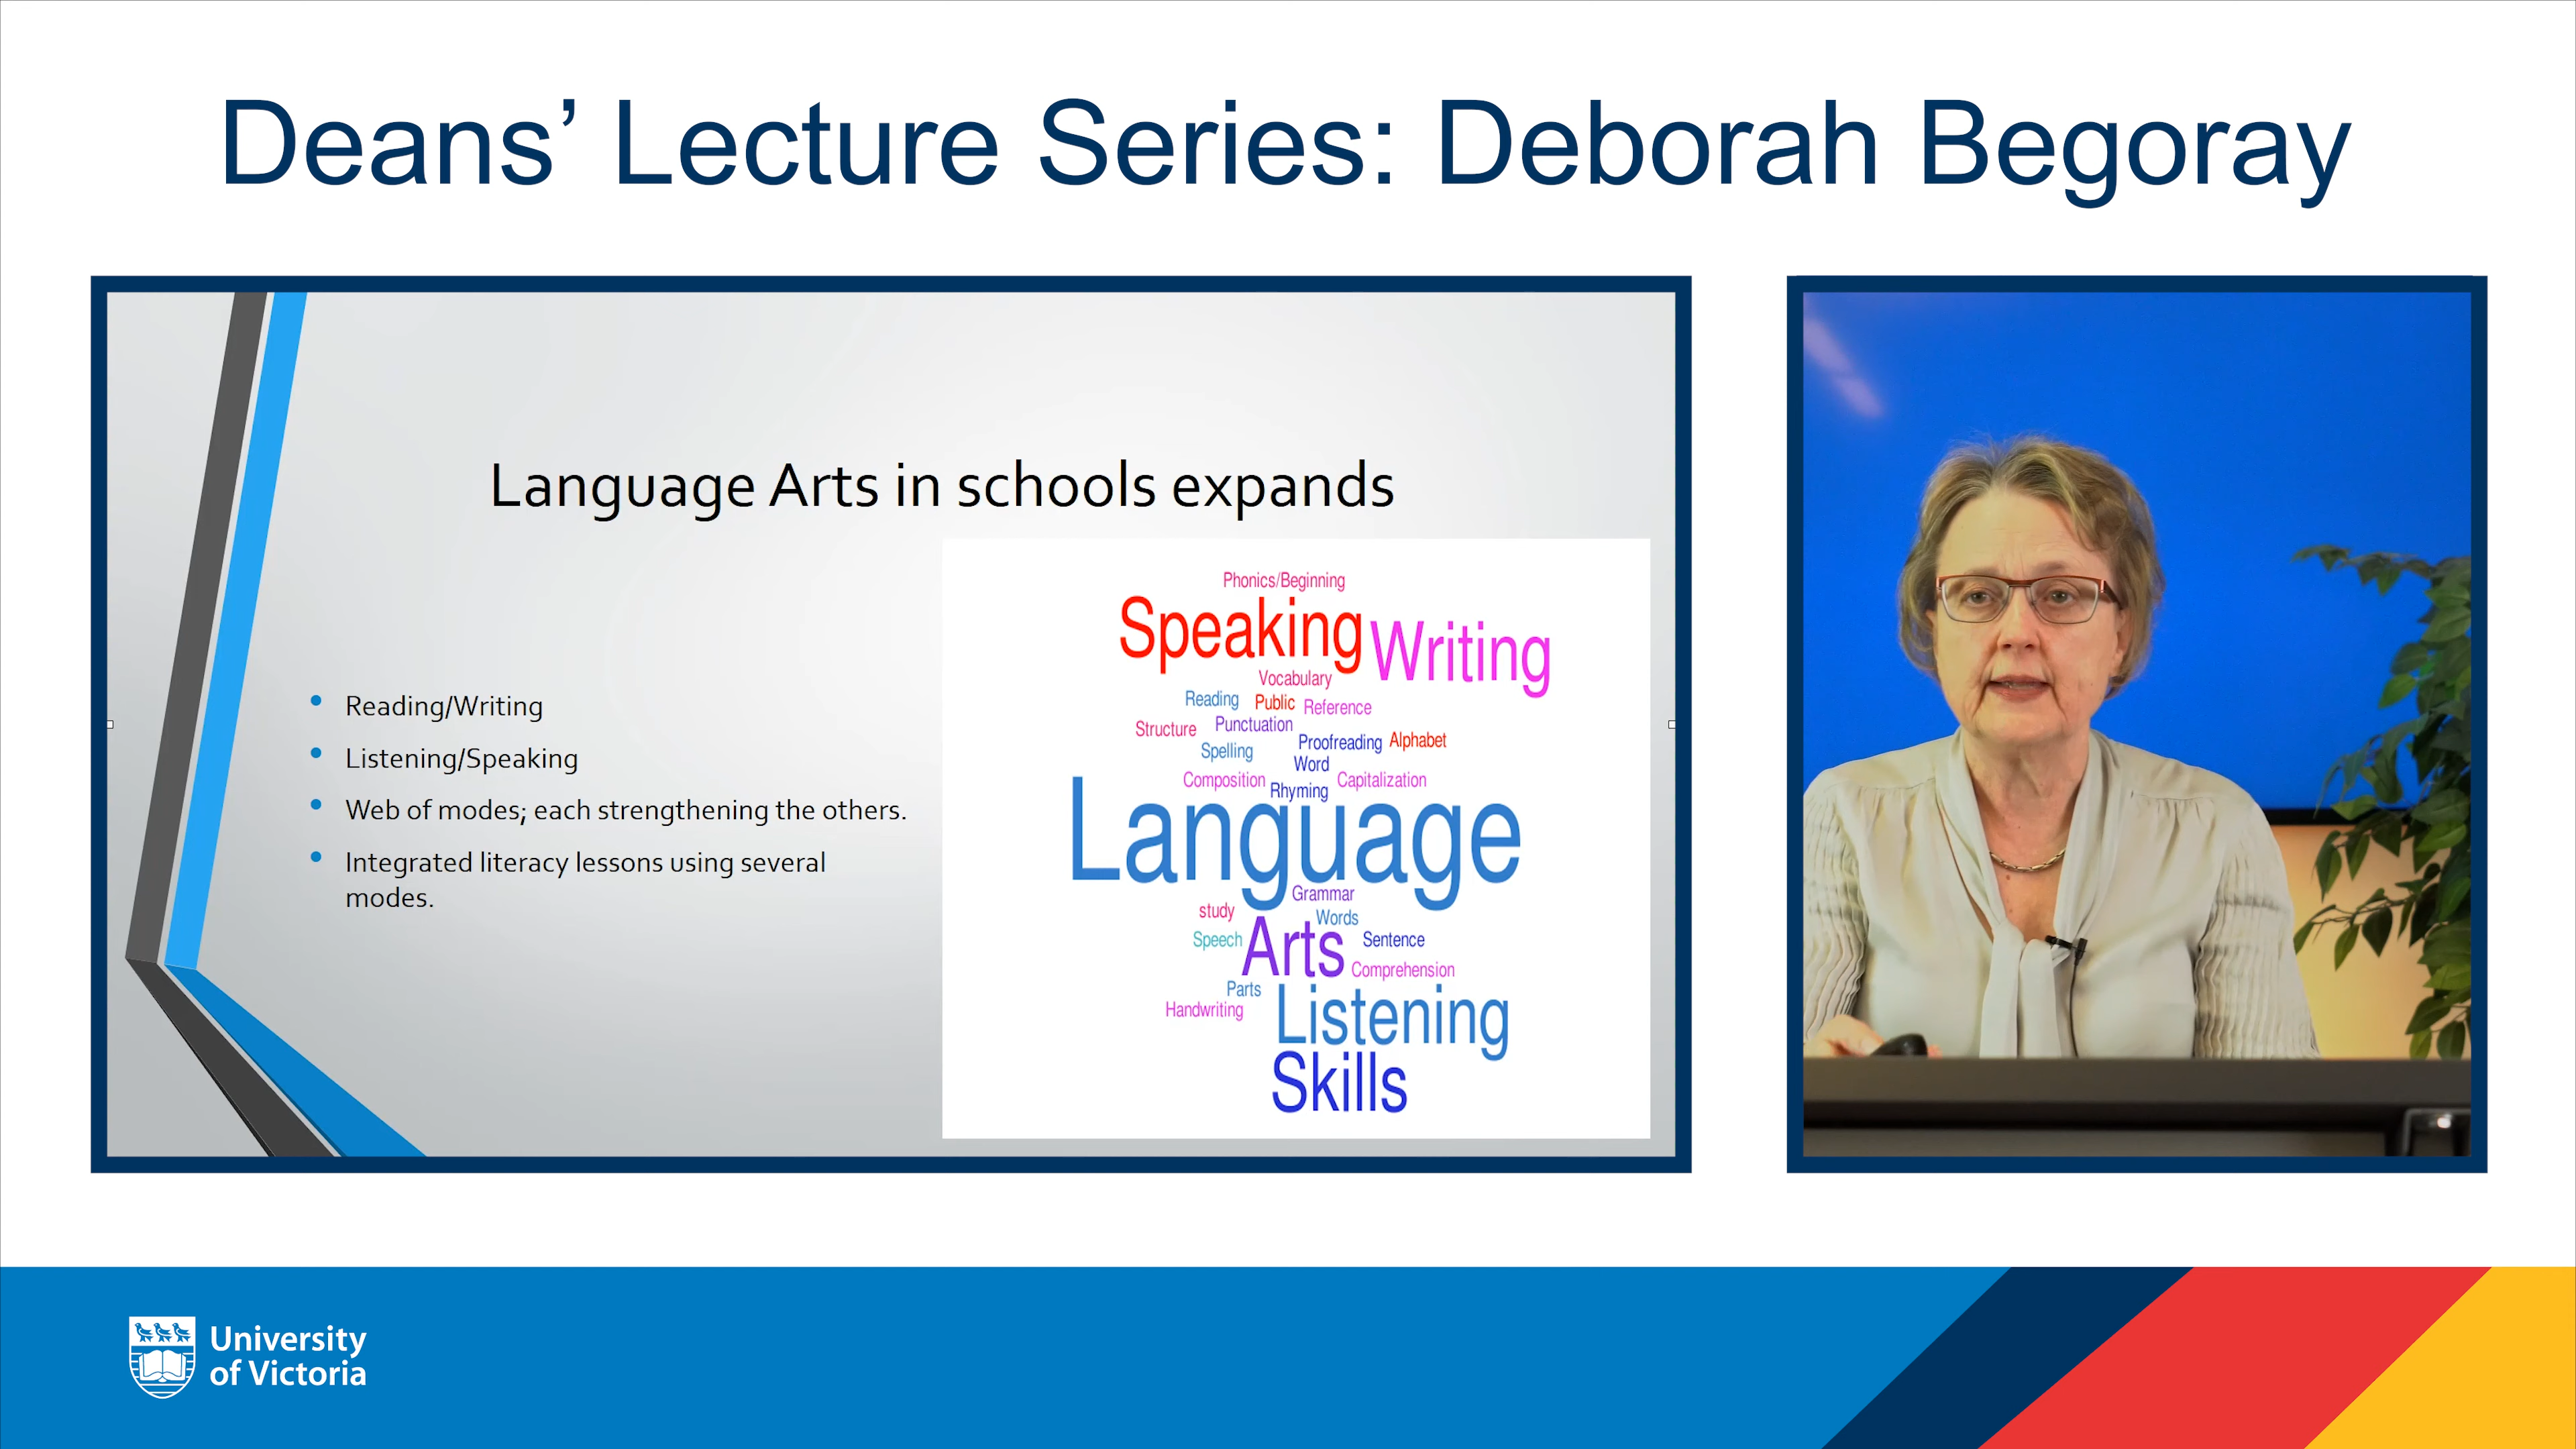 Deans’ Lecture Series: Deborah Begoray
Language Arts in schools expands
• Reading/Writing
• Listening/Speaking
• Web of modes; each strengthening the others.
• Integrated literacy lessons using several
modes.
Phonics/Beginning
Speaking Writing
Vocabulary
Reading Public Reference
Structure Punctuation
Proofreading Alphabet
Spelling
Word
Composition Rhyming Capitalization
Language
Grammar
study Words
Speech Arts Sentence
Comprehension
Parts
Handwriting Listening
Skills
University
of Victoria